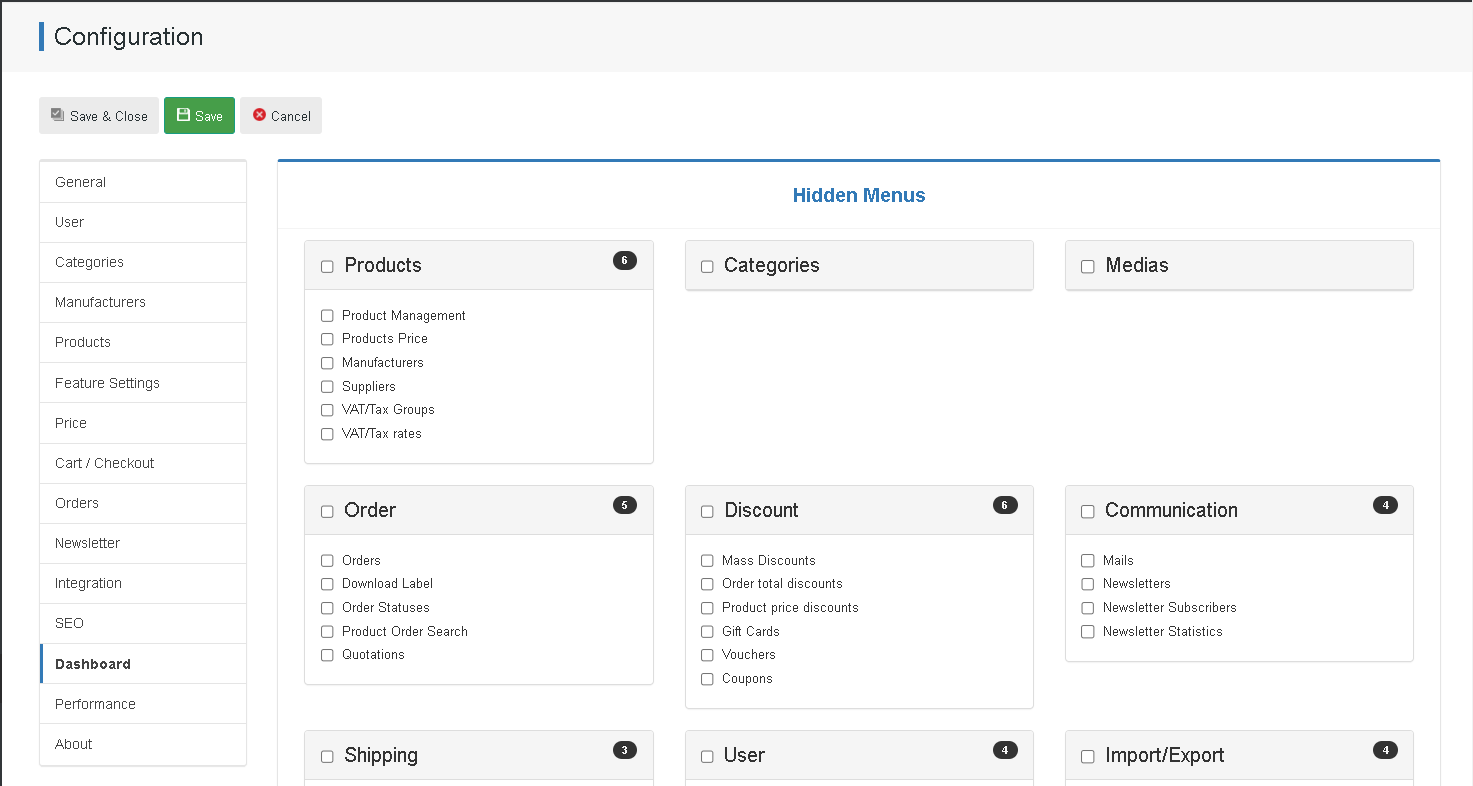 Configuration
Save & Close
Save
Cancel
General
User
Categories
Manufacturers
Products
Feature Settings
Price
Cart / Checkout
Orders
Newsletter
Integration
SEO
Dashboard
Performance
About
Hidden Menus
Products 6
Product Management
Products Price
Manufacturers
Suppliers
VAT/Tax Groups
VAT/Tax rates
Categories
Medias
Order 5
Orders
Download Label
Order Statuses
Product Order Search
Quotations
Discount 6
Mass Discounts
Order total discounts
Product price discounts
Gift Cards
Vouchers
Coupons
Communication 4
Mails
Newsletters
Newsletter Subscribers
Newsletter Statistics
Shipping 3
User 4
Import/Export 4